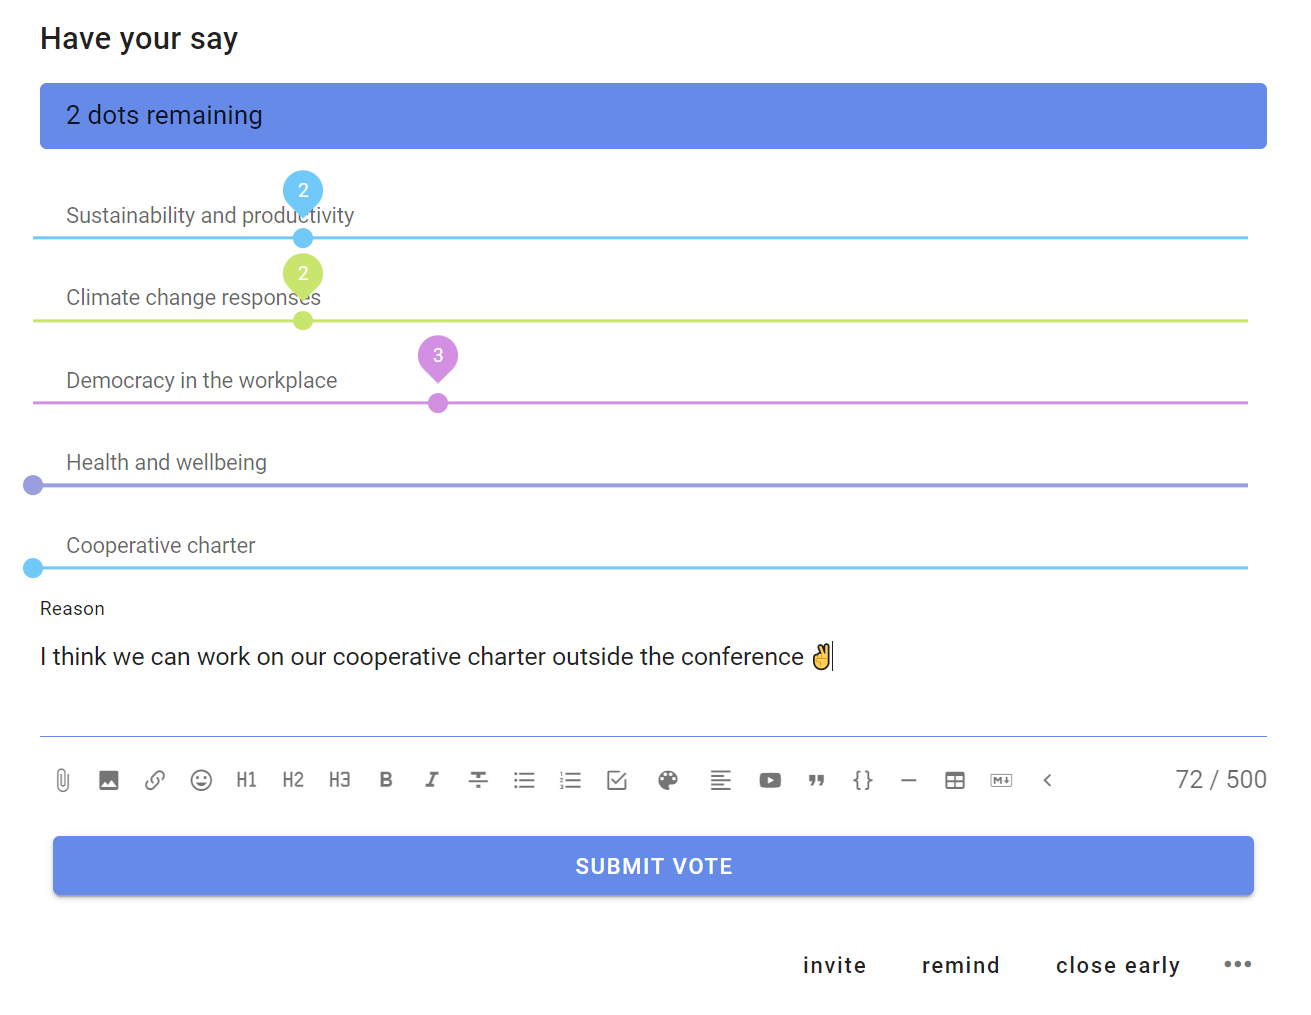 Have your say
2 dots remaining
2
Sustainability and productivity
2
Climate change responses
3
Democracy in the workplace
Health and wellbeing
Cooperative charter
Reason
I think we can work on our cooperative charter outside the conference ✌
H1 H2 H3 B I 72 / 500
SUBMIT VOTE
invite remind close early